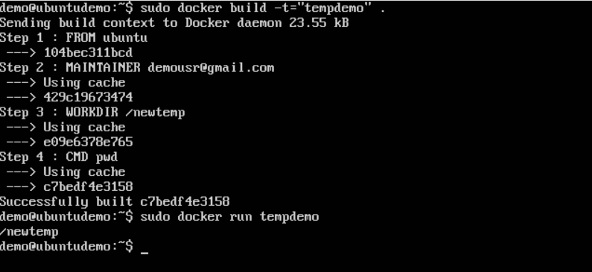 demo@ubuntudemo:~$ sudo docker build -t="tempdemo" .
Sending build context to Docker daemon 23.55 kB
Step 1 : FROM ubuntu
 ---> 104bec311bcd
Step 2 : MAINTAINER demousr@gmail.com
 ---> Using cache
 ---> 429c19673474
Step 3 : WORKDIR /newtemp
 ---> Using cache
 ---> e09e6378e765
Step 4 : CMD pwd
 ---> Using cache
 ---> c7bedf4e3158
Successfully built c7bedf4e3158
demo@ubuntudemo:~$ sudo docker run tempdemo
/newtemp
demo@ubuntudemo:~$ _